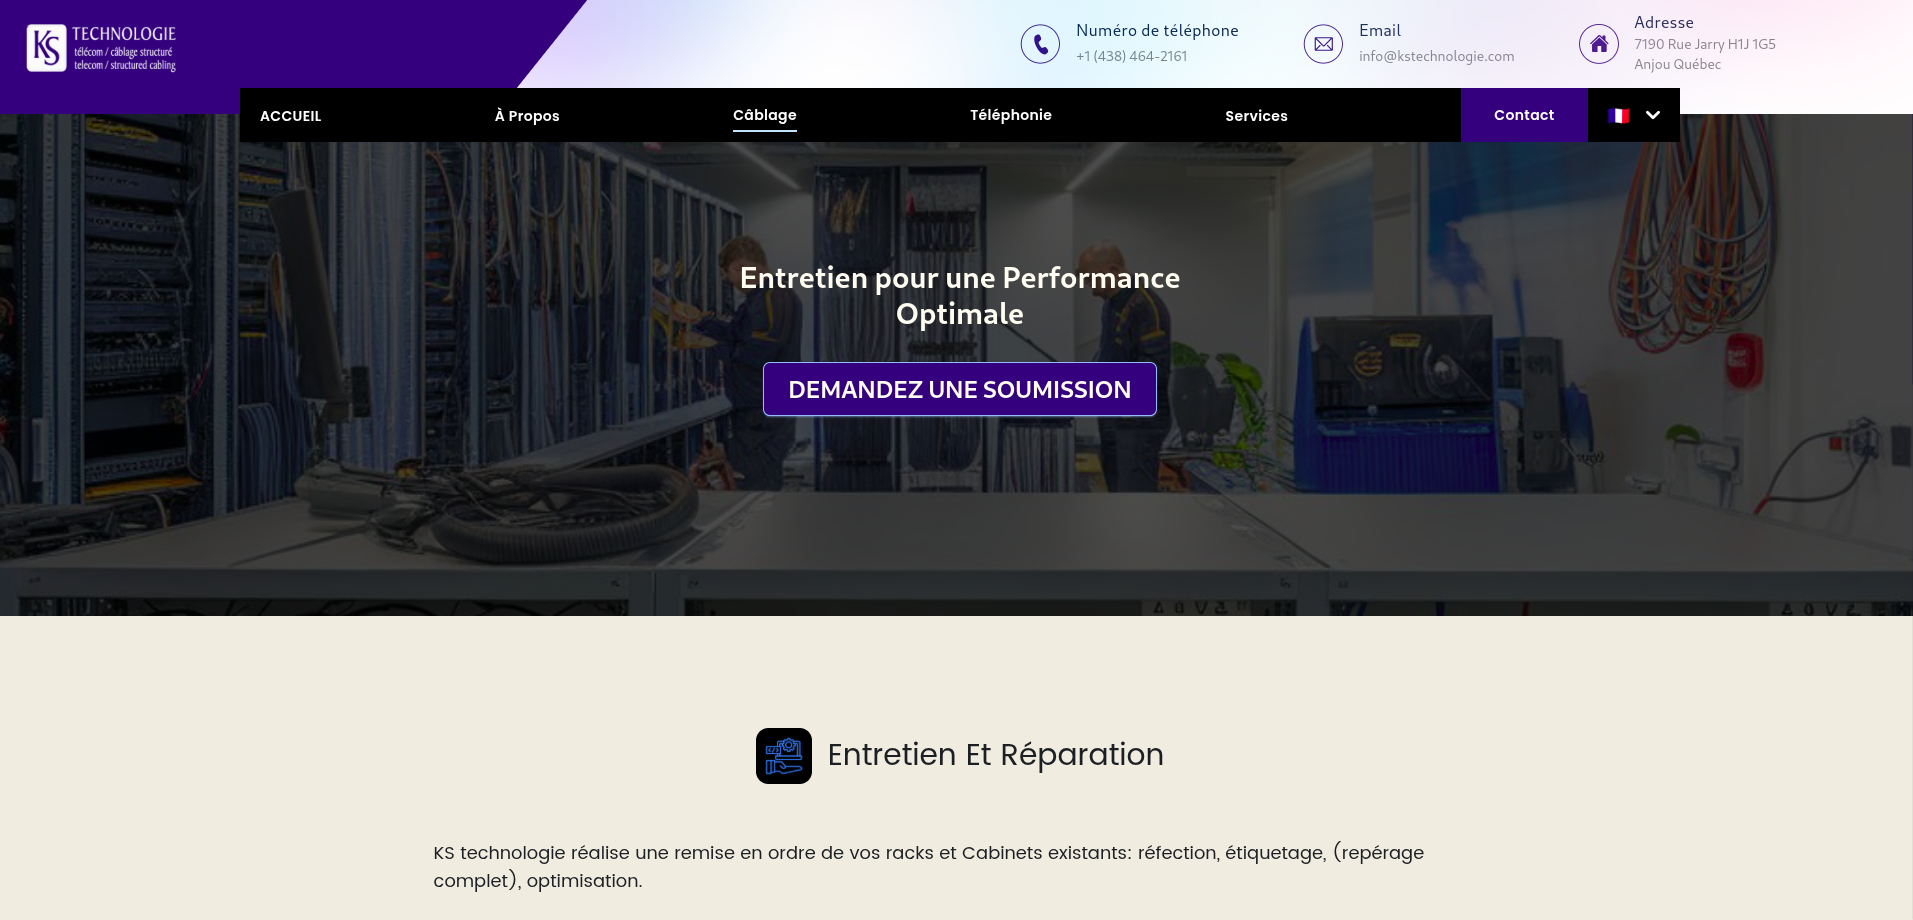 KS TECHNOLOGIE
télécom / câblage structuré
telecom / structured cabling
Numéro de téléphone
+1 (438) 464-2161
Email
info@kstechnologie.com
Adresse
7190 Rue Jarry H1J 1G5
Anjou Québec
ACCUEIL
À Propos
Câblage
Téléphonie
Services
Contact
Entretien pour une Performance
Optimale
DEMANDEZ UNE SOUMISSION
Entretien Et Réparation
KS technologie réalise une remise en ordre de vos racks et Cabinets existants: réfection, étiquetage, (repérage
complet), optimisation.